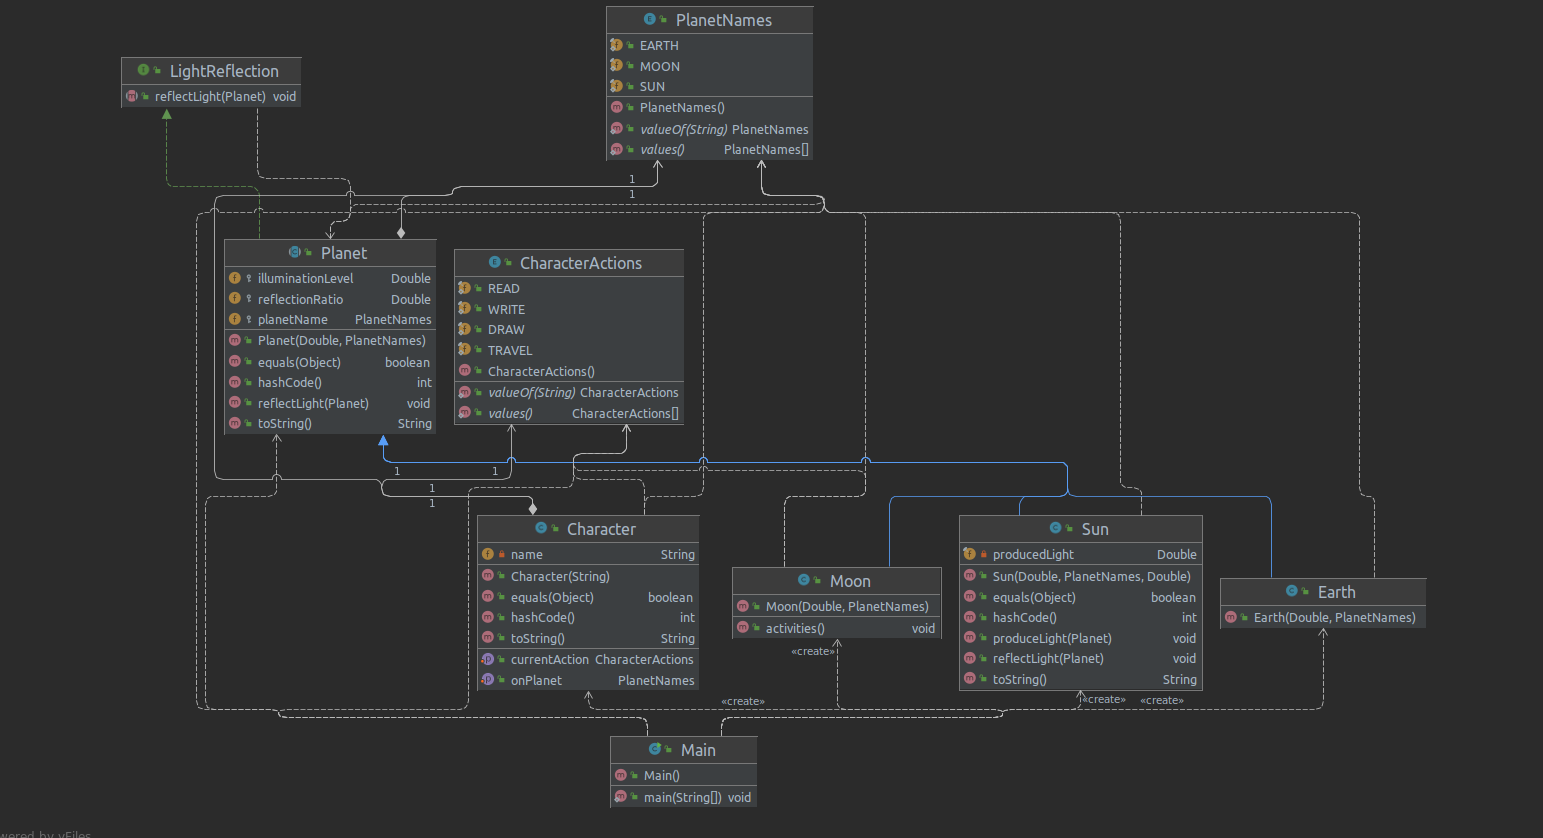 PlanetNames
EARTH
MOON
SUN
PlanetNames()
valueOf(String) PlanetNames
values() PlanetNames[]
LightReflection
reflectLight(Planet) void
1
1
Planet
illuminationLevel Double
reflectionRatio Double
planetName PlanetNames
Planet(Double, PlanetNames)
equals(Object) boolean
hashCode() int
reflectLight(Planet) void
toString() String
CharacterActions
READ
WRITE
DRAW
TRAVEL
CharacterActions()
valueOf(String) CharacterActions
values() CharacterActions[]
1
1
1
1
Character
name String
Character(String)
equals(Object) boolean
hashCode() int
toString() String
currentAction CharacterActions
onPlanet PlanetNames
Moon
Moon(Double, PlanetNames)
activities() void
Sun
producedLight Double
Sun(Double, PlanetNames, Double)
equals(Object) boolean
hashCode() int
produceLight(Planet) void
reflectLight(Planet) void
toString() String
Earth
Earth(Double, PlanetNames)
«create»
«create»
«create»
«create»
Main
Main()
main(String[]) void
wered by yFiles